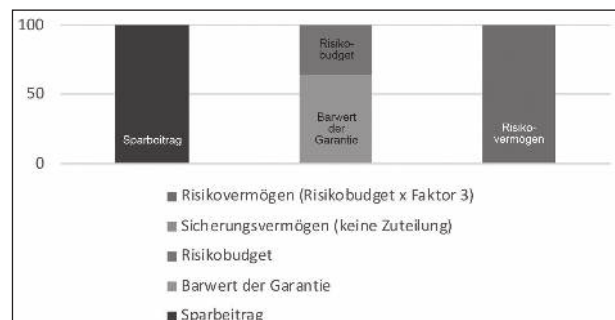 100
50
0
Sparbeitrag
Risiko-
budget
Barwert
der
Garantie
Risiko-
vermögen
Risikovermögen (Risikobudget x Faktor 3)
Sicherungsvermögen (keine Zuteilung)
Risikobudget
Barwert der Garantie
Sparbeitrag